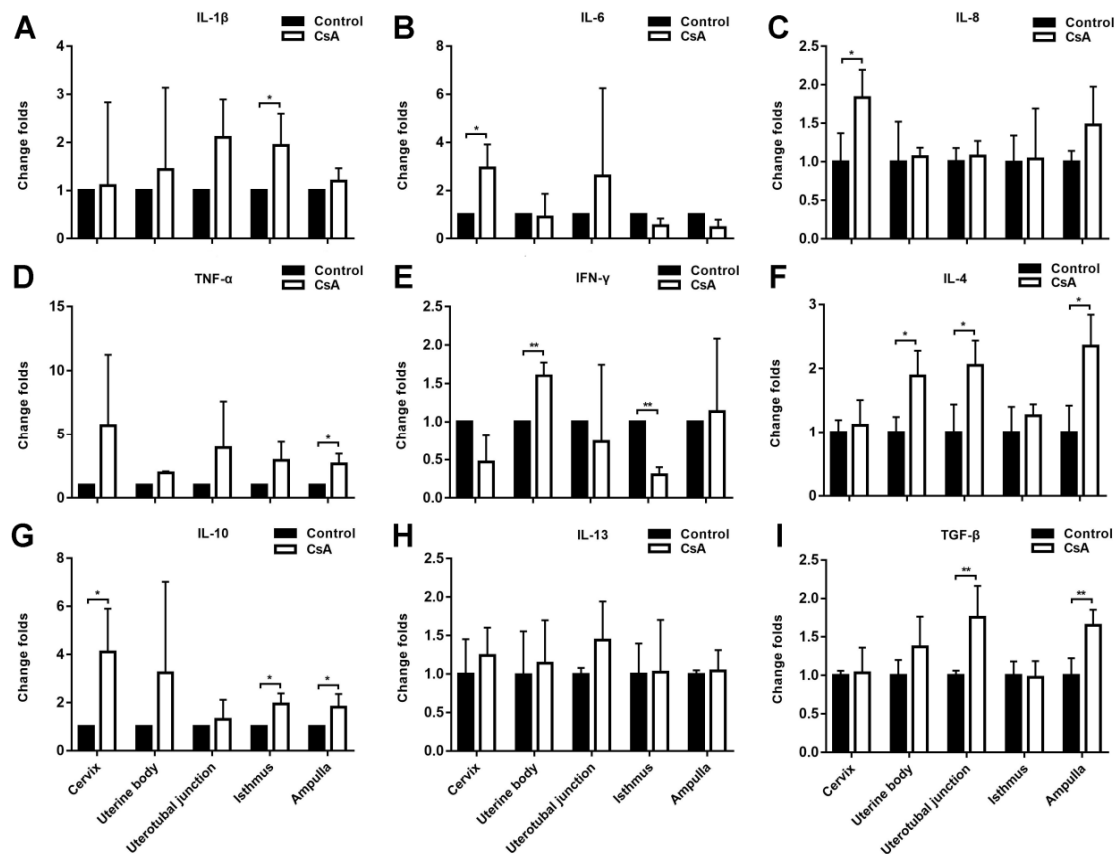 A
IL-1β
Control
CsA
Change folds
4
3
2
1
0
*
B
IL-6
Control
CsA
Change folds
8
6
4
2
0
*
C
IL-8
Control
CsA
Change folds
2.5
2.0
1.5
1.0
0.5
0.0
*
D
TNF-α
Control
CsA
Change folds
15
10
5
0
*
E
IFN-γ
Control
CsA
Change folds
2.5
2.0
1.5
1.0
0.5
0.0
**
**
F
IL-4
Control
CsA
Change folds
3
2
1
0
*
*
*
G
IL-10
Control
CsA
Change folds
8
6
4
2
0
*
*
*
Cervix
Uterine body
Uterotubal junction
Isthmus
Ampulla
H
IL-13
Control
CsA
Change folds
2.5
2.0
1.5
1.0
0.5
0.0
Cervix
Uterine body
Uterotubal junction
Isthmus
Ampulla
I
TGF-β
Control
CsA
Change folds
2.5
2.0
1.5
1.0
0.5
0.0
**
**
Cervix
Uterine body
Uterotubal junction
Isthmus
Ampulla